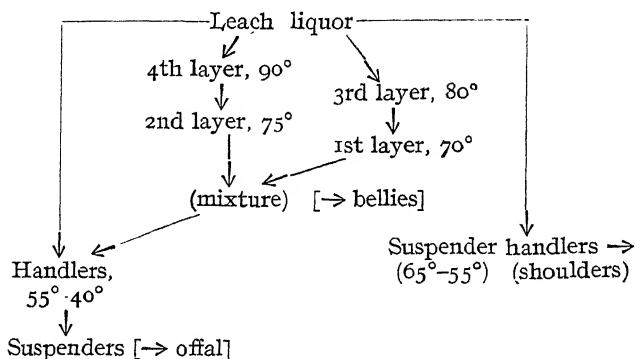 Leach liquor
4th layer, 90°
3rd layer, 80°
2nd layer, 75°
1st layer, 70°
(mixture) [→ bellies]
Suspender handlers →
(65°–55°) (shoulders)
Handlers,
55°-40°
Suspenders [→ offal]